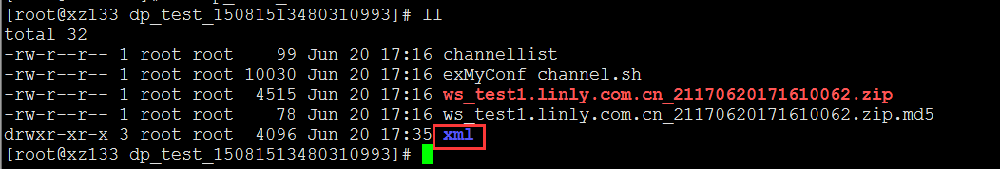 [root@xz133 dp_test_15081513480310993]# ll
total 32
-rw-r--r-- 1 root root    99 Jun 20 17:16 channellist
-rw-r--r-- 1 root root 10030 Jun 20 17:16 exMyConf_channel.sh
-rw-r--r-- 1 root root  4515 Jun 20 17:16 ws_test1.linly.com.cn_21170620171610062.zip
-rw-r--r-- 1 root root    78 Jun 20 17:16 ws_test1.linly.com.cn_21170620171610062.zip.md5
drwxr-xr-x 3 root root  4096 Jun 20 17:35 xml
[root@xz133 dp_test_15081513480310993]#